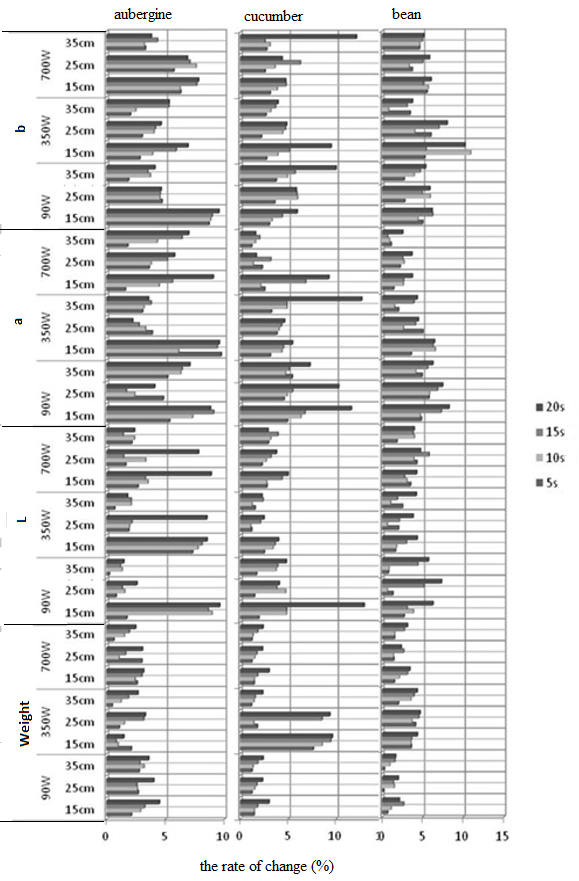 aubergine cucumber bean
b
700W
35cm
25cm
15cm
350W
35cm
25cm
15cm
90W
35cm
25cm
15cm
a
700W
35cm
25cm
15cm
350W
35cm
25cm
15cm
90W
35cm
25cm
15cm
L
700W
35cm
25cm
15cm
350W
35cm
25cm
15cm
90W
35cm
25cm
15cm
Weight
700W
35cm
25cm
15cm
350W
35cm
25cm
15cm
90W
35cm
25cm
15cm
20s
15s
10s
5s
0 5 10 0 5 10 0 5 10 15
the rate of change (%)